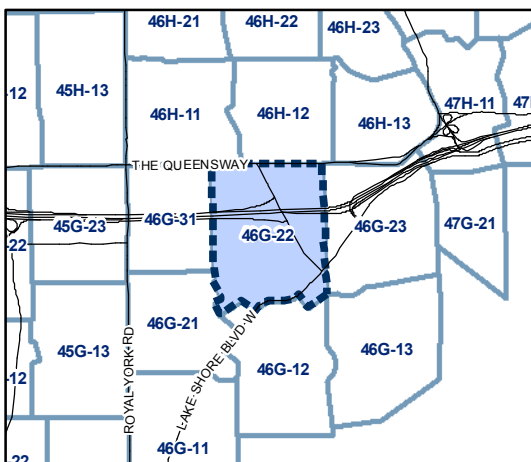 46H-21
46H-22
46H-23
-12
45H-13
46H-11
46H-12
46H-13
47H-11
THE QUEENSWAY
-22
45G-23
46G-31
46G-22
46G-23
47G-21
-12
45G-13
46G-21
46G-12
46G-13
ROYAL YORK RD
LAKE SHORE BLVD W
46G-11
-22